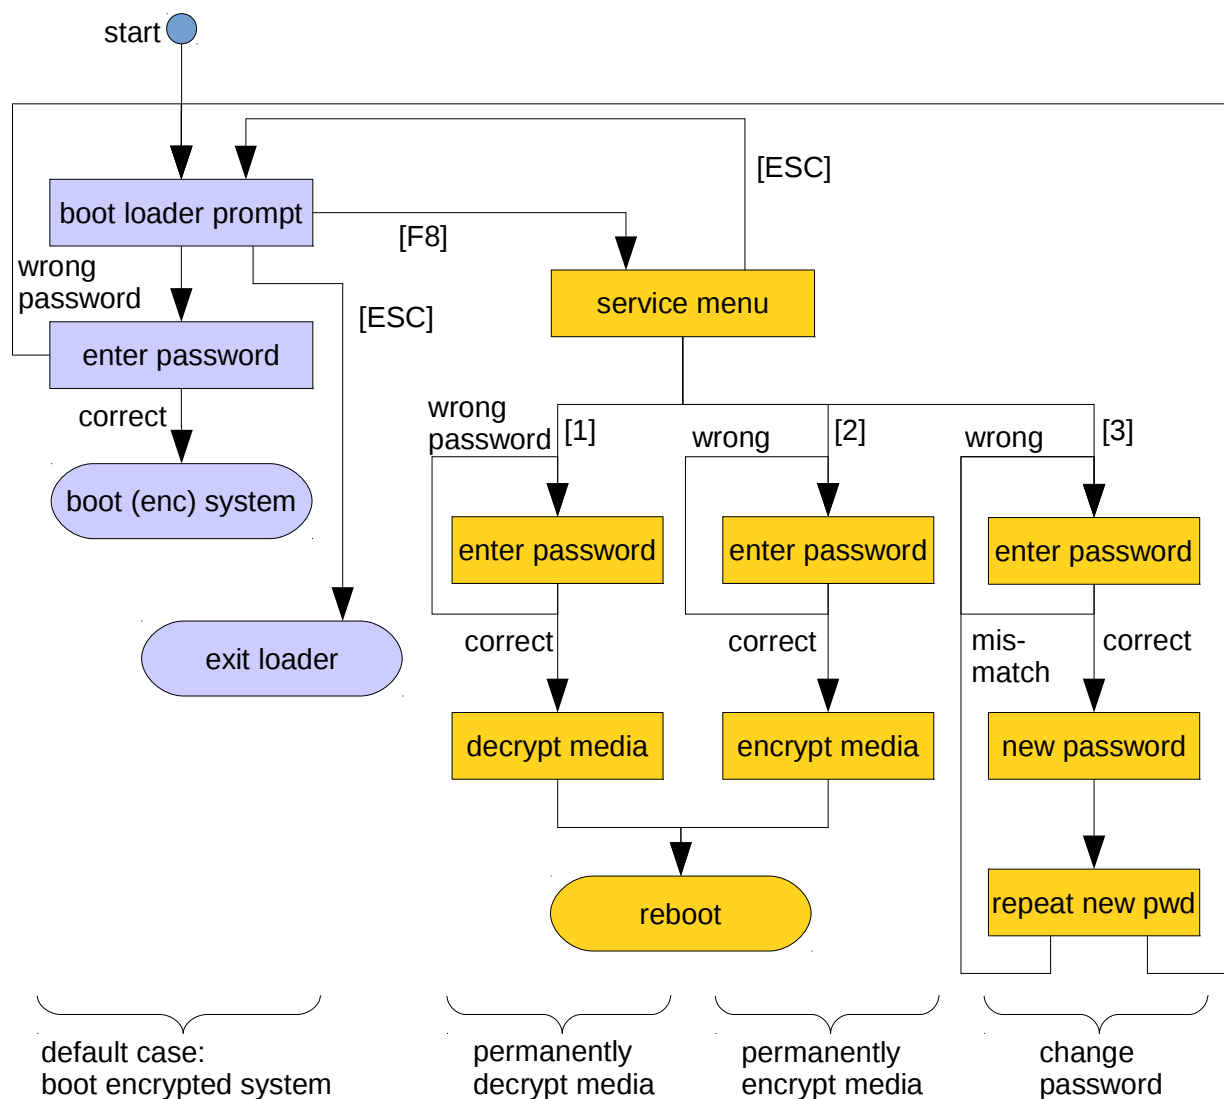 start
[ESC]
boot loader prompt
[F8]
wrong
password
[ESC]
service menu
enter password
correct
wrong
password
[1]
wrong
[2]
wrong
[3]
boot (enc) system
enter password
enter password
enter password
correct
correct
mis-
match
correct
exit loader
decrypt media
encrypt media
new password
reboot
repeat new pwd
default case:
boot encrypted system
permanently
decrypt media
permanently
encrypt media
change
password